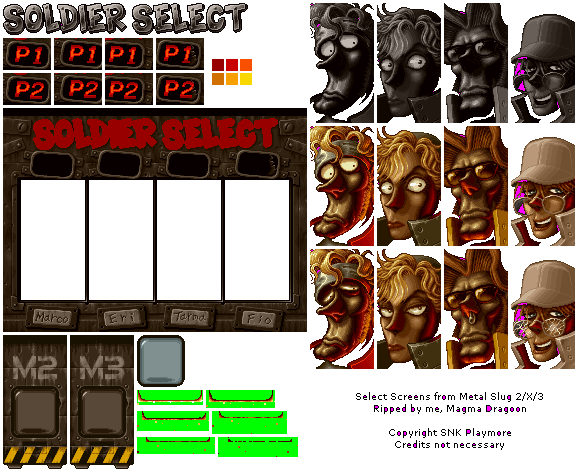 SOLDIER SELECT
P1 P1 P1 P1
P2 P2 P2 P2
SOLDIER SELECT
Marco Eri Tarma Fio
M2 M3
Select Screens from Metal Slug 2/X/3
Ripped by me, Magma Dragoon
Copyright SNK Playmore
Credits not necessary